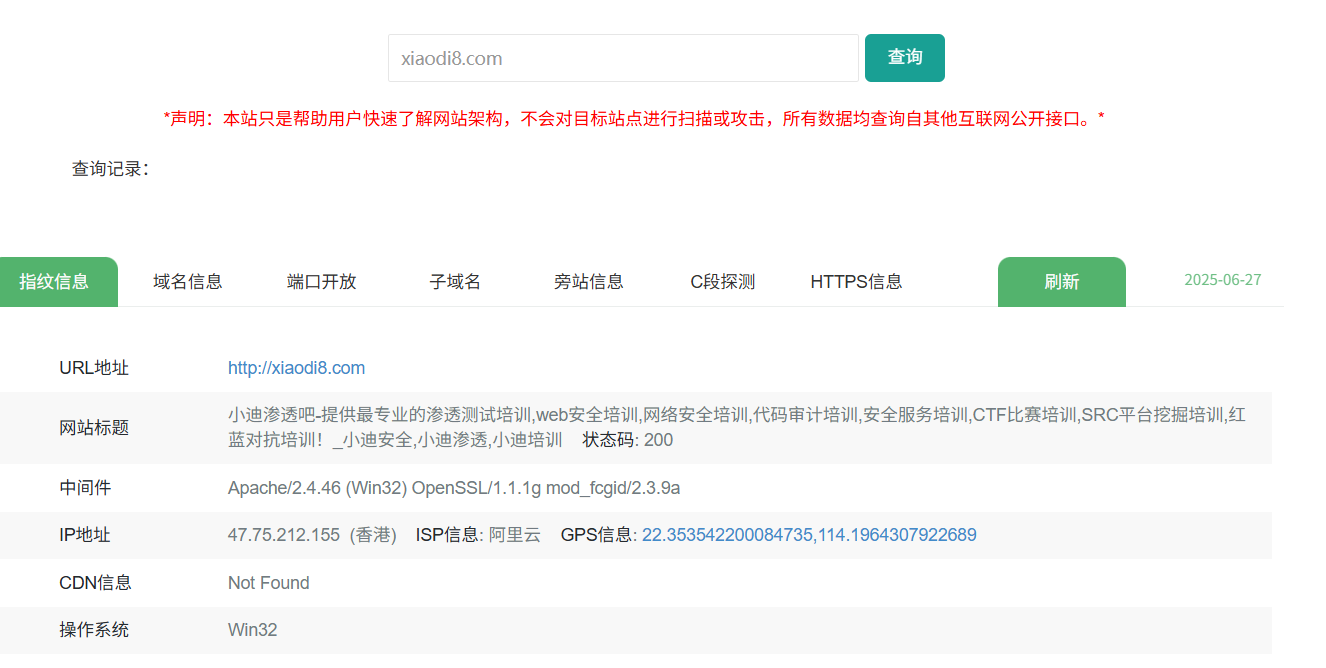 xiaodi8.com 查询
*声明：本站只是帮助用户快速了解网站架构，不会对目标站点进行扫描或攻击，所有数据均查询自其他互联网公开接口。*
查询记录：
指纹信息 域名信息 端口开放 子域名 旁站信息 C段探测 HTTPS信息 刷新 2025-06-27
URL地址 http://xiaodi8.com
网站标题 小迪渗透吧-提供最专业的渗透测试培训,web安全培训,网络安全培训,代码审计培训,安全服务培训,CTF比赛培训,SRC平台挖掘培训,红
蓝对抗培训！_小迪安全,小迪渗透,小迪培训 状态码: 200
中间件 Apache/2.4.46 (Win32) OpenSSL/1.1.1g mod_fcgid/2.3.9a
IP地址 47.75.212.155 (香港) ISP信息: 阿里云 GPS信息: 22.353542200084735,114.1964307922689
CDN信息 Not Found
操作系统 Win32